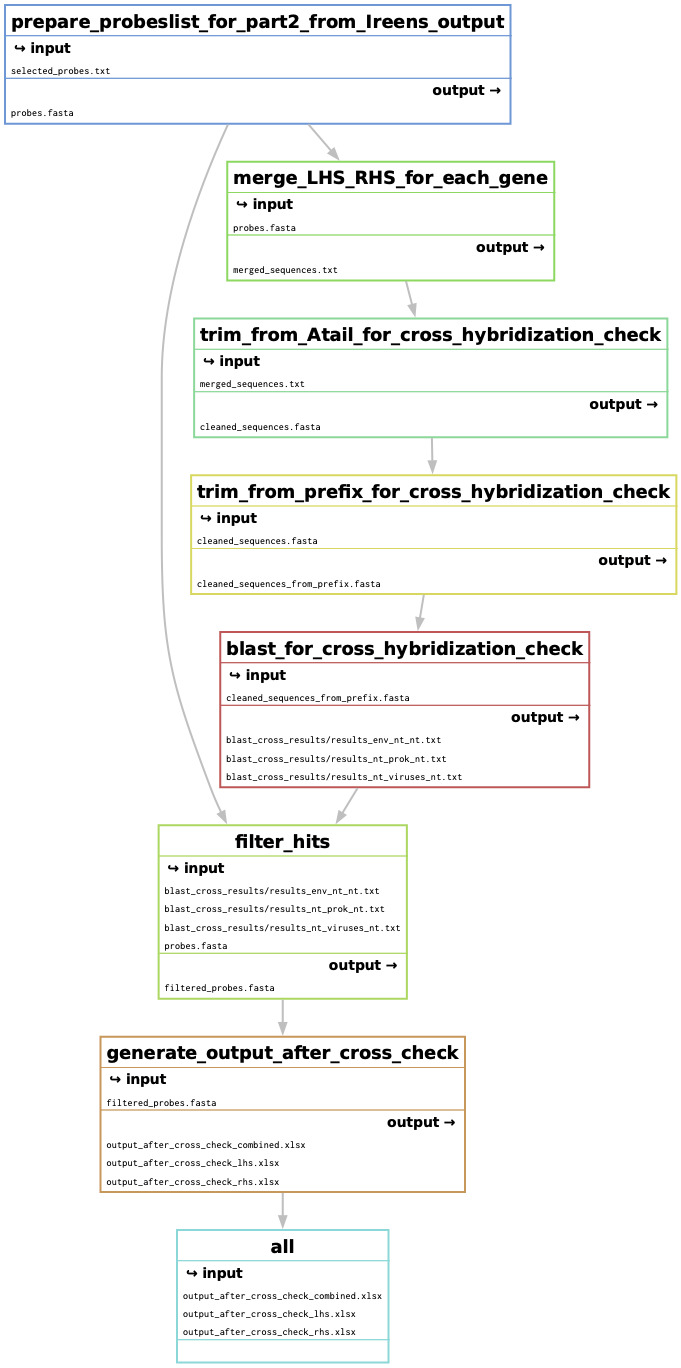 prepare_probeslist_for_part2_from_Ireens_output
↪ input
selected_probes.txt
output →
probes.fasta
merge_LHS_RHS_for_each_gene
↪ input
probes.fasta
output →
merged_sequences.txt
trim_from_Atail_for_cross_hybridization_check
↪ input
merged_sequences.txt
output →
cleaned_sequences.fasta
trim_from_prefix_for_cross_hybridization_check
↪ input
cleaned_sequences.fasta
output →
cleaned_sequences_from_prefix.fasta
blast_for_cross_hybridization_check
↪ input
cleaned_sequences_from_prefix.fasta
output →
blast_cross_results/results_env_nt_nt.txt
blast_cross_results/results_nt_prok_nt.txt
blast_cross_results/results_nt_viruses_nt.txt
filter_hits
↪ input
blast_cross_results/results_env_nt_nt.txt
blast_cross_results/results_nt_prok_nt.txt
blast_cross_results/results_nt_viruses_nt.txt
probes.fasta
output →
filtered_probes.fasta
generate_output_after_cross_check
↪ input
filtered_probes.fasta
output →
output_after_cross_check_combined.xlsx
output_after_cross_check_lhs.xlsx
output_after_cross_check_rhs.xlsx
all
↪ input
output_after_cross_check_combined.xlsx
output_after_cross_check_lhs.xlsx
output_after_cross_check_rhs.xlsx